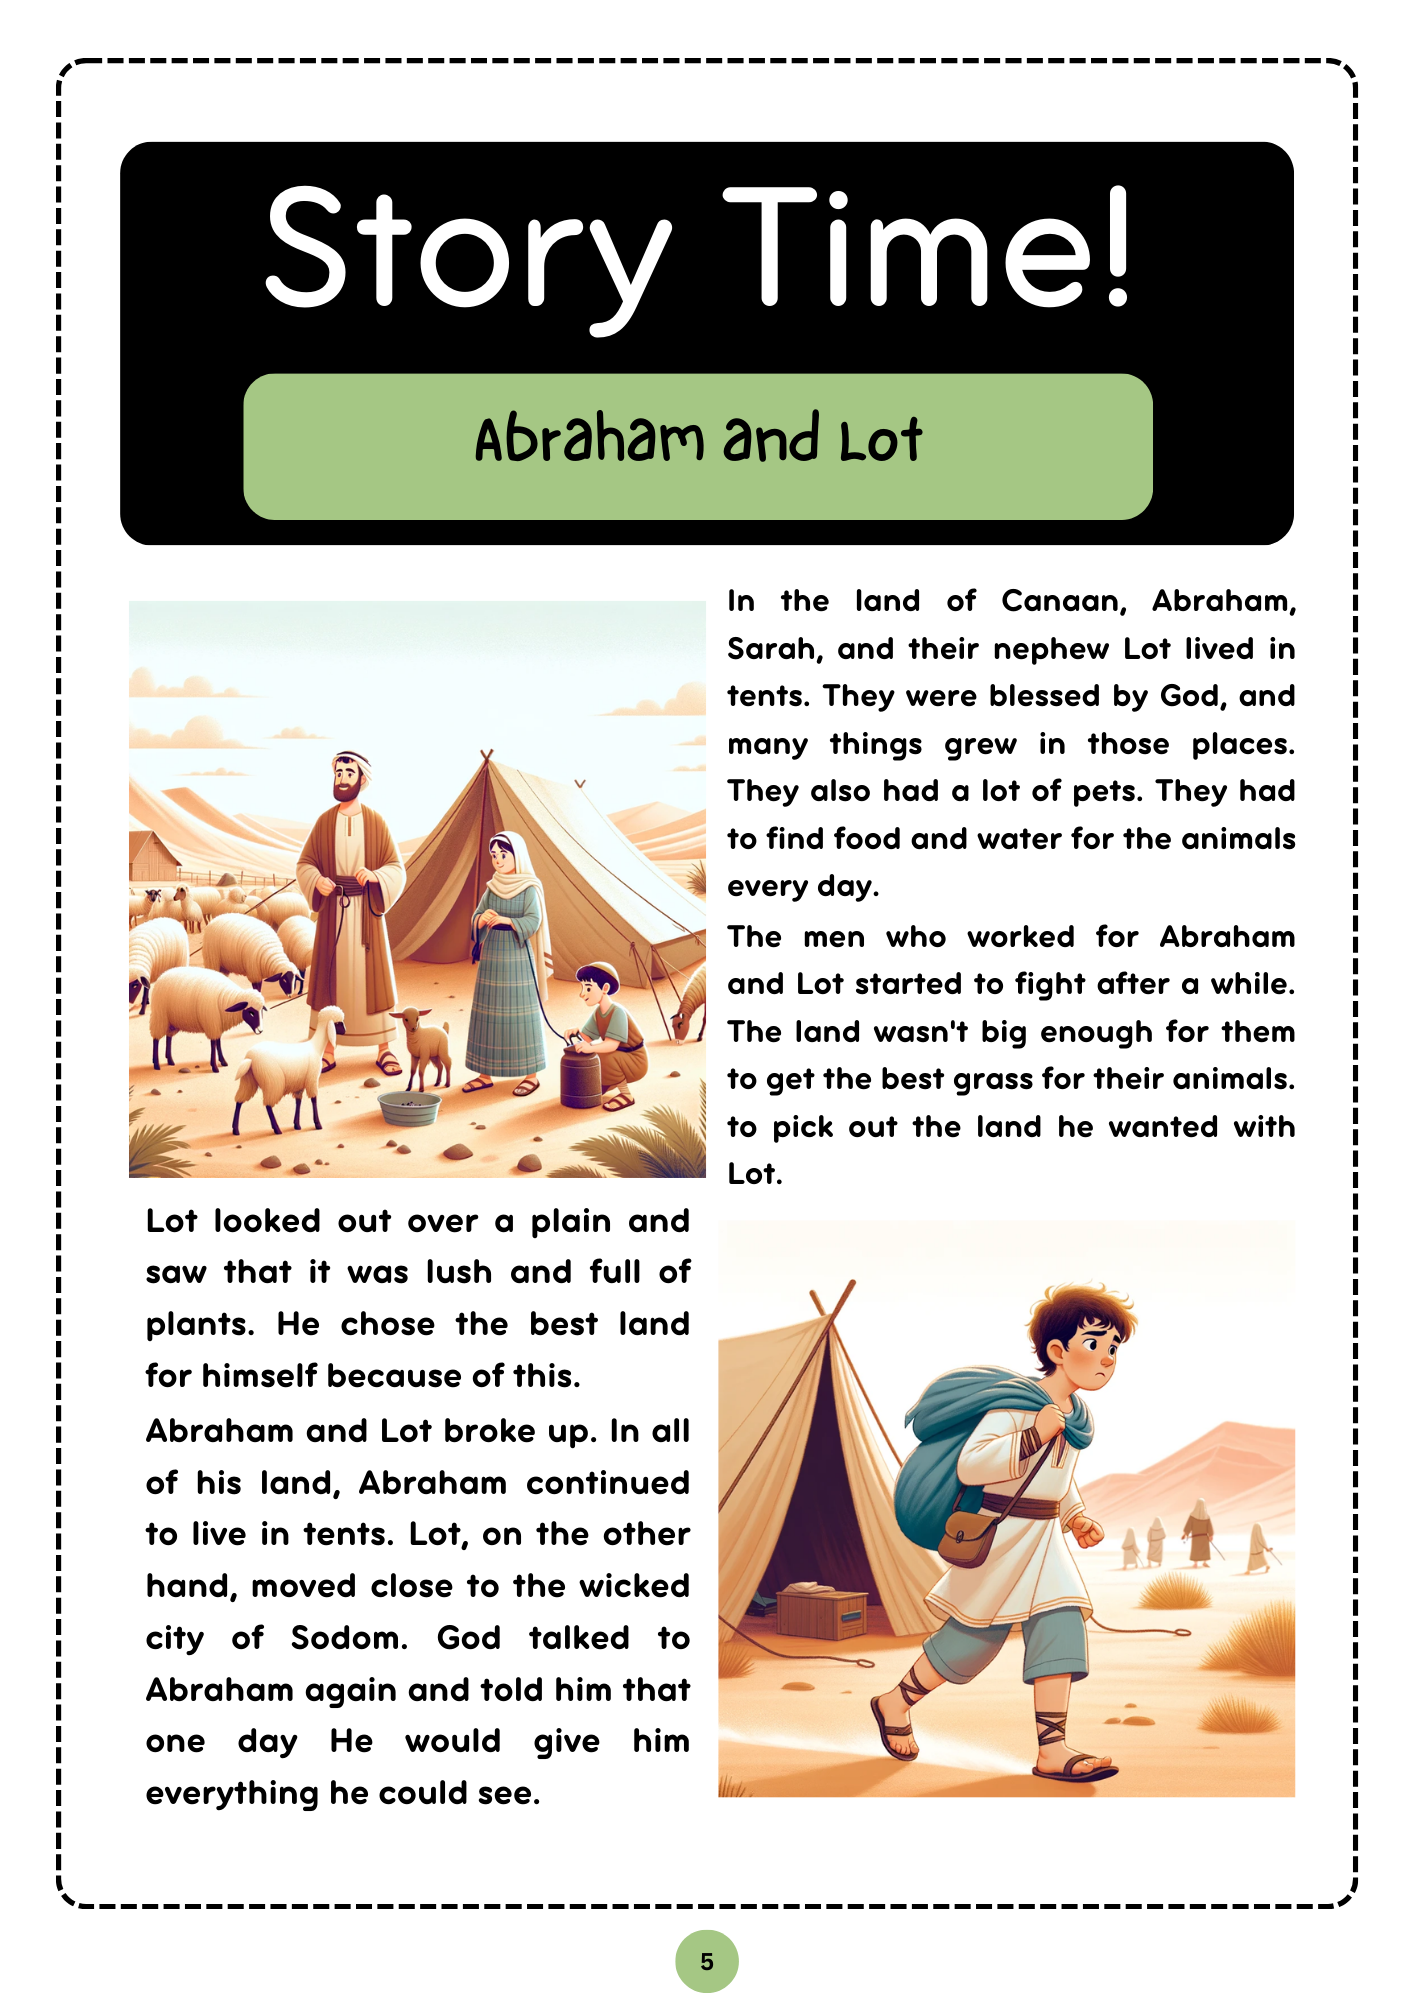 Story Time!
Abraham and Lot
In the land of Canaan, Abraham,
Sarah, and their nephew Lot lived in
tents. They were blessed by God, and
many things grew in those places.
They also had a lot of pets. They had
to find food and water for the animals
every day.
The men who worked for Abraham
and Lot started to fight after a while.
The land wasn't big enough for them
to get the best grass for their animals.
to pick out the land he wanted with
Lot.
Lot looked out over a plain and
saw that it was lush and full of
plants. He chose the best land
for himself because of this.
Abraham and Lot broke up. In all
of his land, Abraham continued
to live in tents. Lot, on the other
hand, moved close to the wicked
city of Sodom. God talked to
Abraham again and told him that
one day He would give him
everything he could see.
5